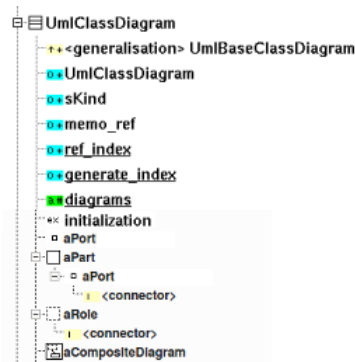 UmlClassDiagram
<generalisation> UmlBaseClassDiagram
UmlClassDiagram
sKind
memo_ref
ref_index
generate_index
diagrams
initialization
aPort
aPart
aPort
<connector>
aRole
<connector>
aCompositeDiagram